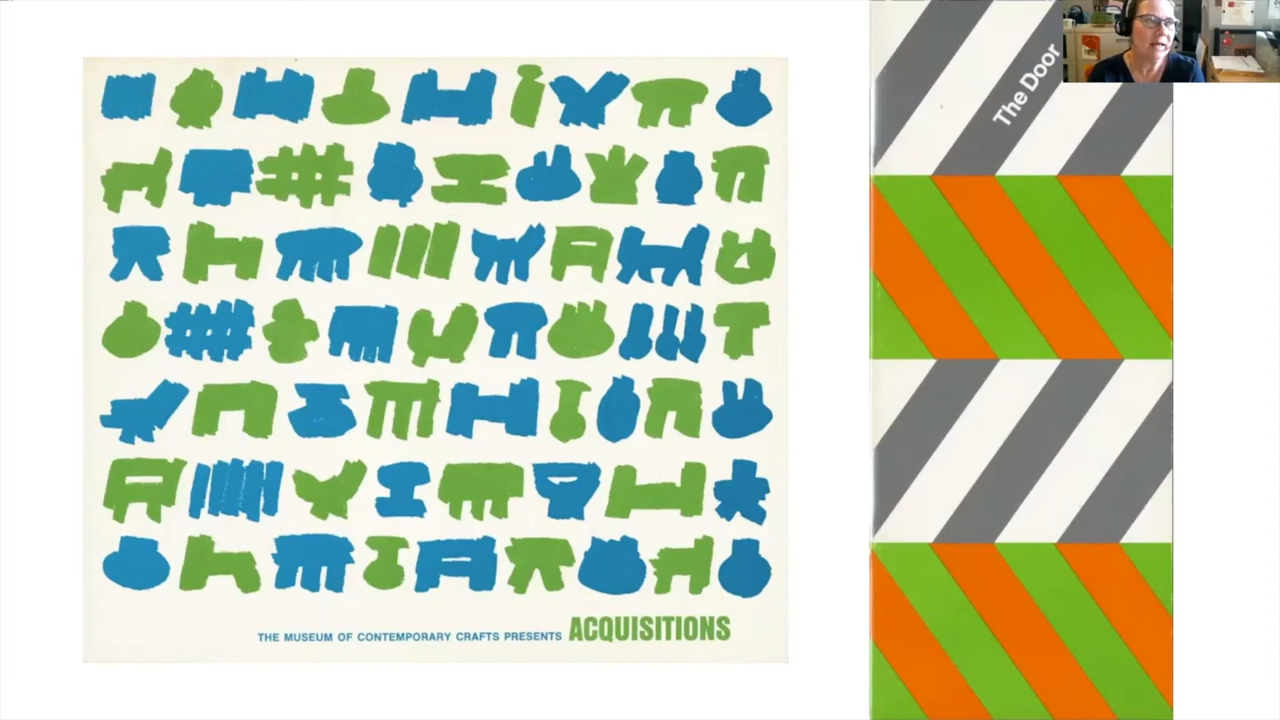 THE MUSEUM OF CONTEMPORARY CRAFTS PRESENTS ACQUISITIONS
The Door